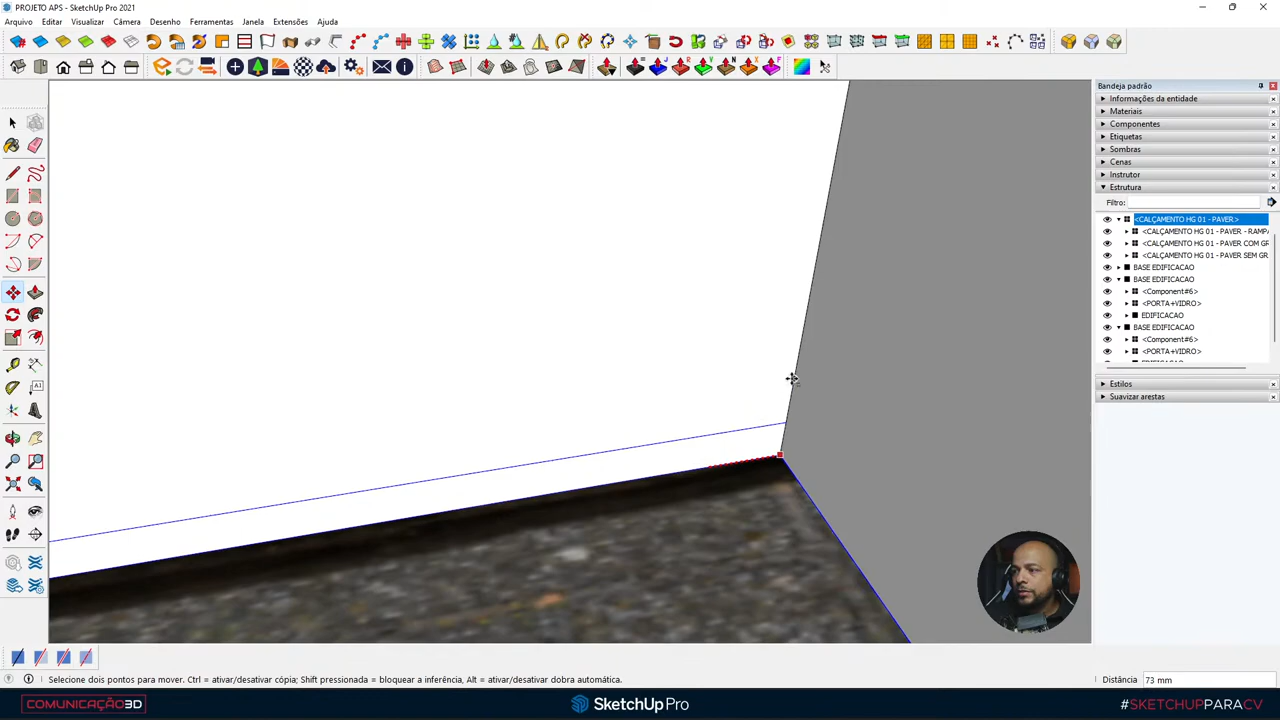 PROJETO APS - SketchUp Pro 2021
Arquivo Editar Visualizar Câmera Desenho Ferramentas Janela Extensões Ajuda
Bandeja padrão
Informações da entidade
Materiais
Componentes
Etiquetas
Sombras
Cenas
Instrutor
Estrutura
Filtro:
<CALÇAMENTO HG 01 - PAVER>
<CALÇAMENTO HG 01 - PAVER - RAMPA
<CALÇAMENTO HG 01 - PAVER COM GR
<CALÇAMENTO HG 01 - PAVER SEM GR
BASE EDIFICACAO
BASE EDIFICACAO
<Component#6>
<PORTA+VIDRO>
EDIFICACAO
BASE EDIFICACAO
<Component#6>
<PORTA+VIDRO>
Estilos
Suavizar arestas
Selecione dois pontos para mover. Ctrl = ativar/desativar cópia; Shift pressionada = bloquear a inferência, Alt = ativar/desativar dobra automática.
Distância 73 mm
COMUNICAÇÃO3D
SketchUp Pro
#SKETCHUPPARACV